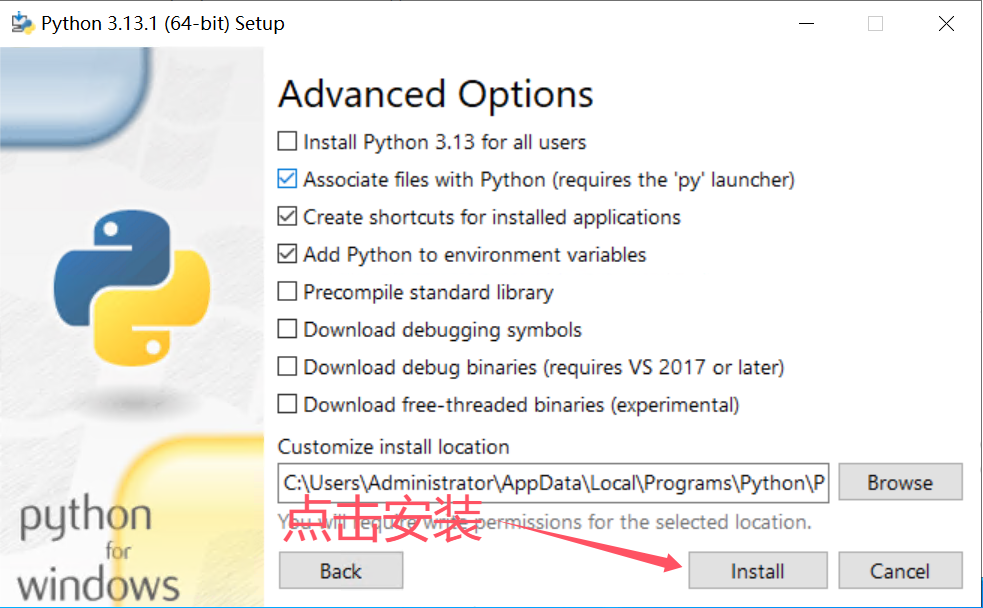 Python 3.13.1 (64-bit) Setup
Advanced Options
Install Python 3.13 for all users
Associate files with Python (requires the 'py' launcher)
Create shortcuts for installed applications
Add Python to environment variables
Precompile standard library
Download debugging symbols
Download debug binaries (requires VS 2017 or later)
Download free-threaded binaries (experimental)
Customize install location
C:\Users\Administrator\AppData\Local\Programs\Python\P
Browse
点击安装
You will require write permissions for the selected location.
Back
Install
Cancel
python
for
windows